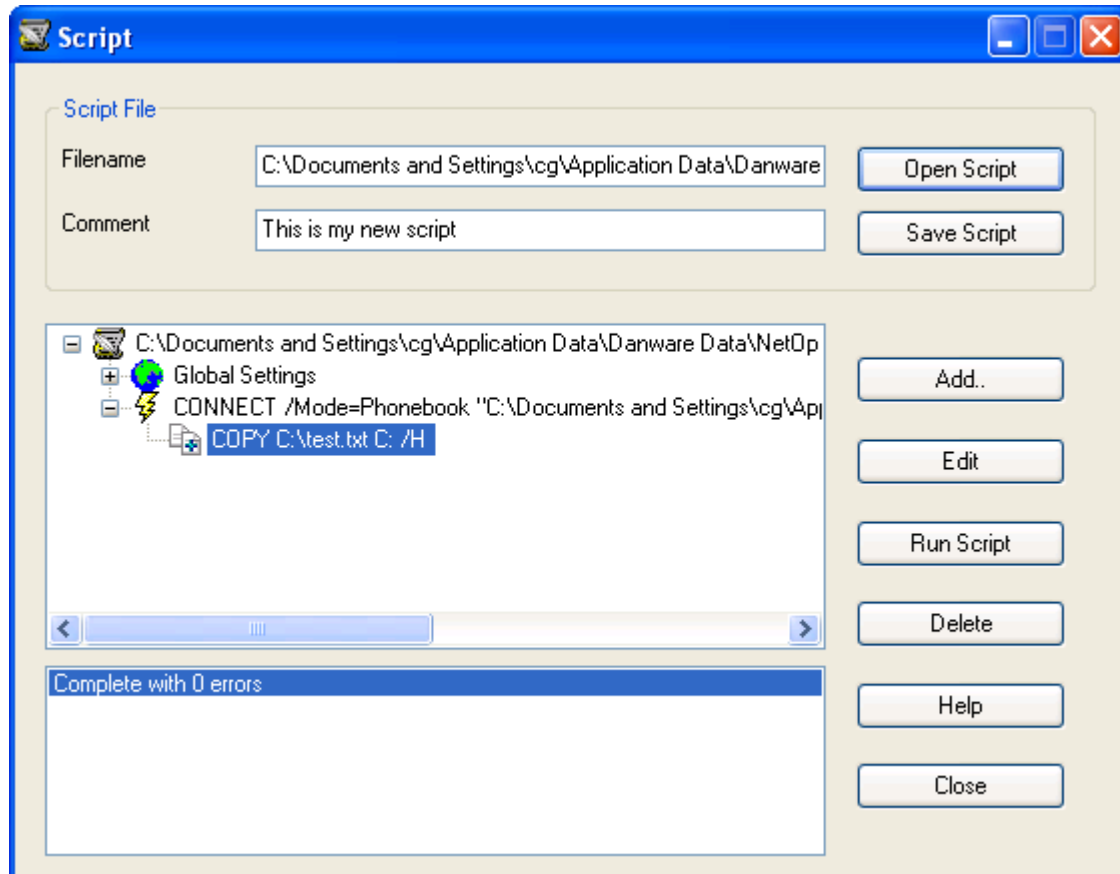 Script
Script File
Filename
C:\Documents and Settings\cg\Application Data\Danware
Open Script
Comment
This is my new script
Save Script
C:\Documents and Settings\cg\Application Data\Danware Data\NetOp
Global Settings
CONNECT /Mode=Phonebook "C:\Documents and Settings\cg\App
COPY C:\test.txt C: /H
Add..
Edit
Run Script
Delete
Complete with 0 errors
Help
Close